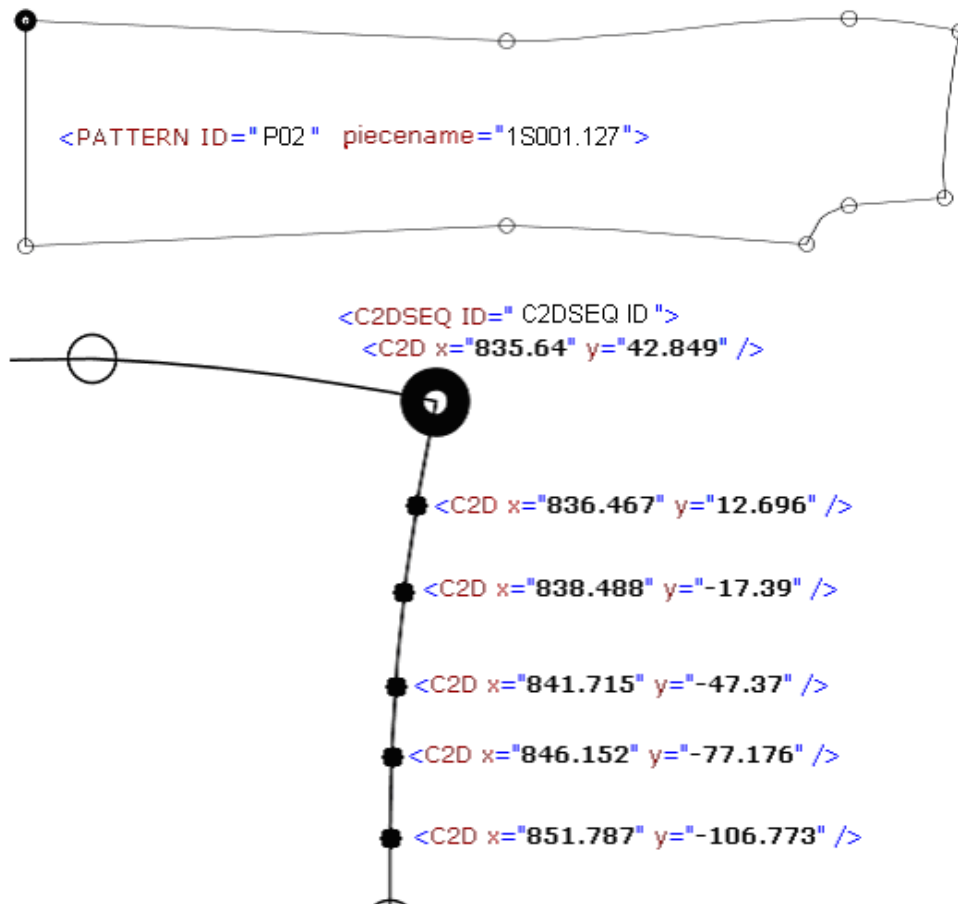 <PATTERN ID="P02" piecename="1S001.127">
<C2DSEQ ID=" C2DSEQ ID ">
<C2D x="835.64" y="42.849" />
<C2D x="836.467" y="12.696" />
<C2D x="838.488" y="-17.39" />
<C2D x="841.715" y="-47.37" />
<C2D x="846.152" y="-77.176" />
<C2D x="851.787" y="-106.773" />